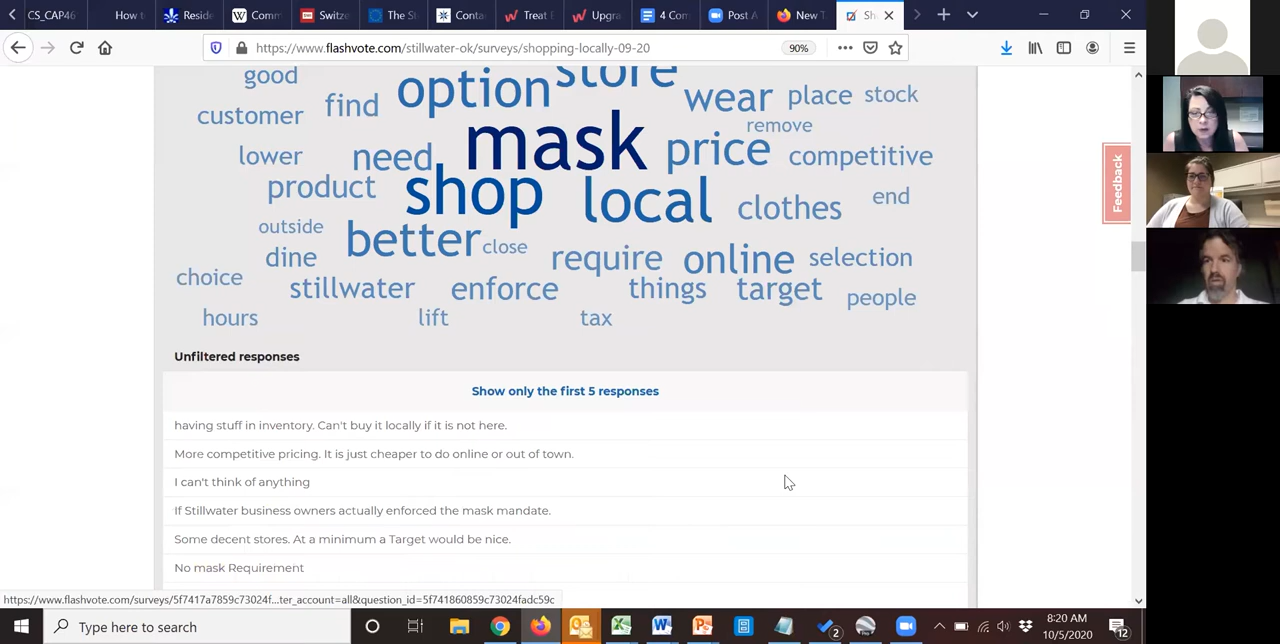 CS_CAP46
How t
Reside
Comm
Switze
The St
Conta
Treat E
Upgra
4 Com
Post A
New T
Sh
https://www.flashvote.com/stillwater-ok/surveys/shopping-locally-09-20
90%
good option store wear place stock
customer find mask remove
lower need price competitive
product shop local clothes end
outside better close require online selection
dine
choice stillwater enforce things target people
hours lift tax
Feedback
Unfiltered responses
Show only the first 5 responses
having stuff in inventory. Can't buy it locally if it is not here.
More competitive pricing. It is just cheaper to do online or out of town.
I can't think of anything
If Stillwater business owners actually enforced the mask mandate.
Some decent stores. At a minimum a Target would be nice.
No mask Requirement
https://www.flashvote.com/surveys/5f7417a7859c73024f...ter_account=all&question_id=5f741860859c73024fadc59c
Type here to search
2
8:20 AM
10/5/2020
12